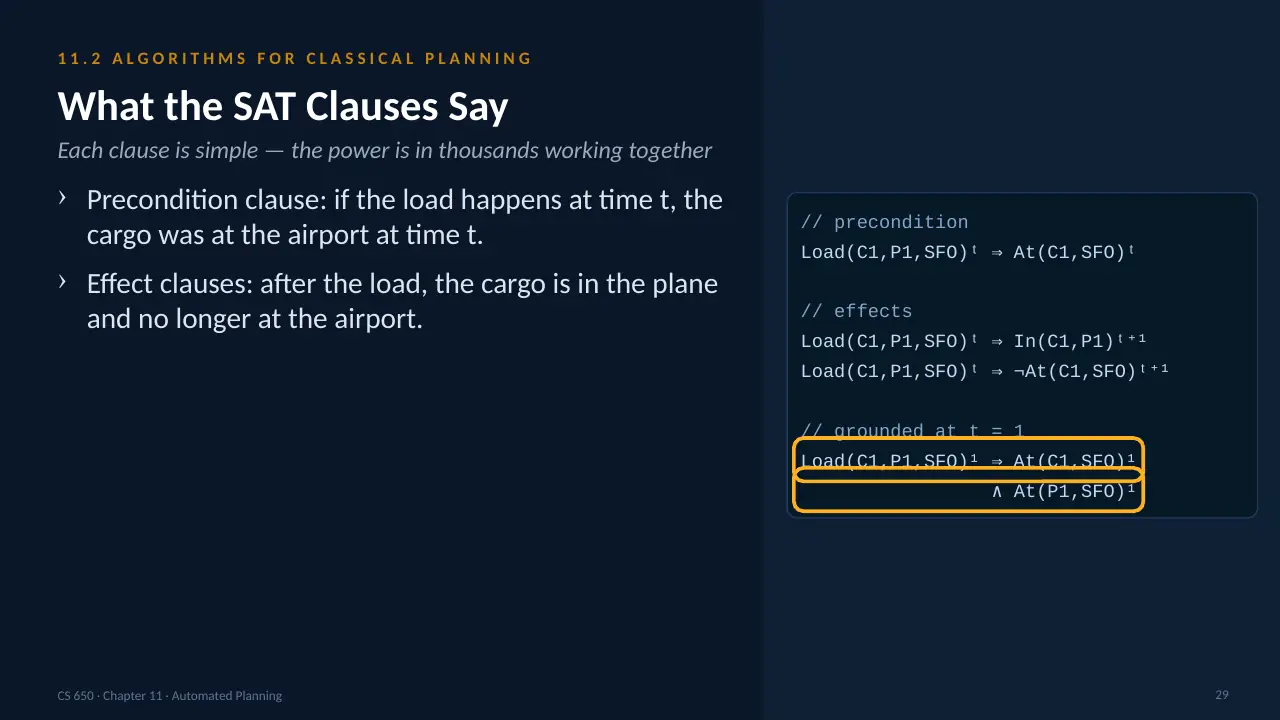 11.2 ALGORITHMS FOR CLASSICAL PLANNING
What the SAT Clauses Say
Each clause is simple — the power is in thousands working together
› Precondition clause: if the load happens at time t, the
cargo was at the airport at time t.
› Effect clauses: after the load, the cargo is in the plane
and no longer at the airport.
// precondition
Load(C1,P1,SFO)ᵗ ⇒ At(C1,SFO)ᵗ
// effects
Load(C1,P1,SFO)ᵗ ⇒ In(C1,P1)ᵗ⁺¹
Load(C1,P1,SFO)ᵗ ⇒ ¬At(C1,SFO)ᵗ⁺¹
// grounded at t = 1
Load(C1,P1,SFO)¹ ⇒ At(C1,SFO)¹
∧ At(P1,SFO)¹
CS 650 · Chapter 11 · Automated Planning
29